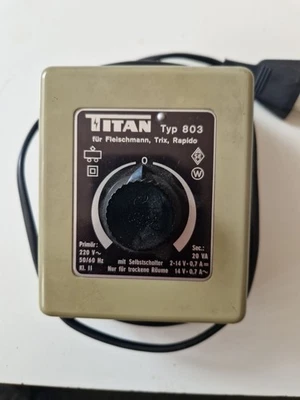 TITAN Typ 803
für Fleischmann, Trix, Rapido
0
W
Primär: Sec.:
220 V~ 20 VA
50/60 Hz mit Selbstschalter 2-14 V⋅0,7 A=
Kl. II Nur für trockene Räume 14 V⋅0,7 A~